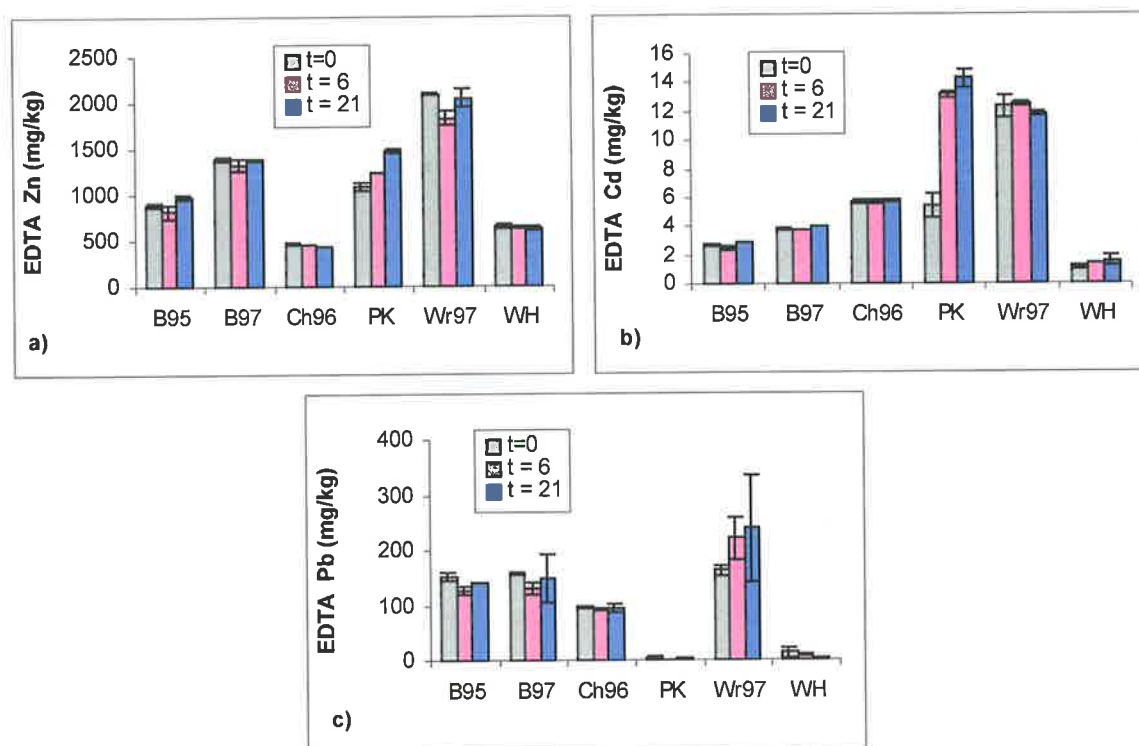 EDTA Zn (mg/kg)
2500
2000
1500
1000
500
0
t=0
t = 6
t = 21
B95 B97 Ch96 PK Wr97 WH
a)
EDTA Cd (mg/kg)
16
14
12
10
8
6
4
2
0
t=0
t = 6
t = 21
B95 B97 Ch96 PK Wr97 WH
b)
EDTA Pb (mg/kg)
400
300
200
100
0
t=0
t = 6
t = 21
B95 B97 Ch96 PK Wr97 WH
c)